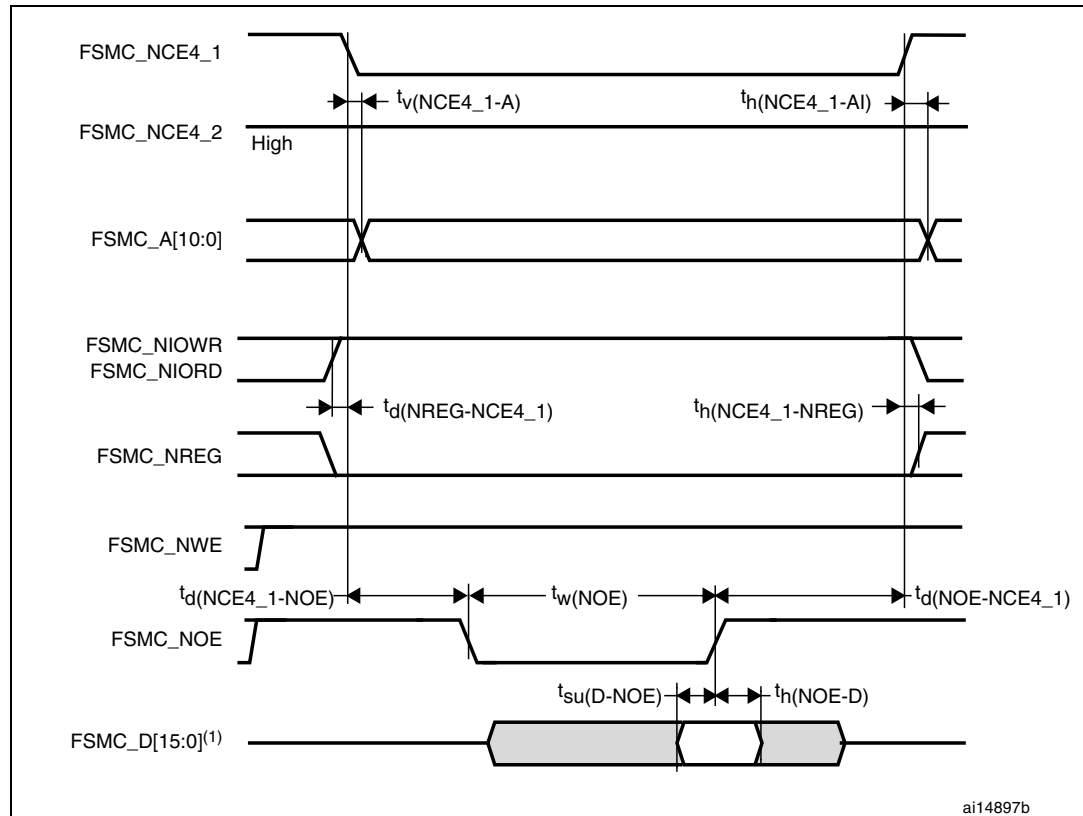 FSMC_NCE4_1
tv(NCE4_1-A)
th(NCE4_1-AI)
FSMC_NCE4_2
High
FSMC_A[10:0]
FSMC_NIOWR
FSMC_NIORD
td(NREG-NCE4_1)
th(NCE4_1-NREG)
FSMC_NREG
FSMC_NWE
td(NCE4_1-NOE)
tw(NOE)
td(NOE-NCE4_1)
FSMC_NOE
tsu(D-NOE)
th(NOE-D)
FSMC_D[15:0](1)
ai14897b